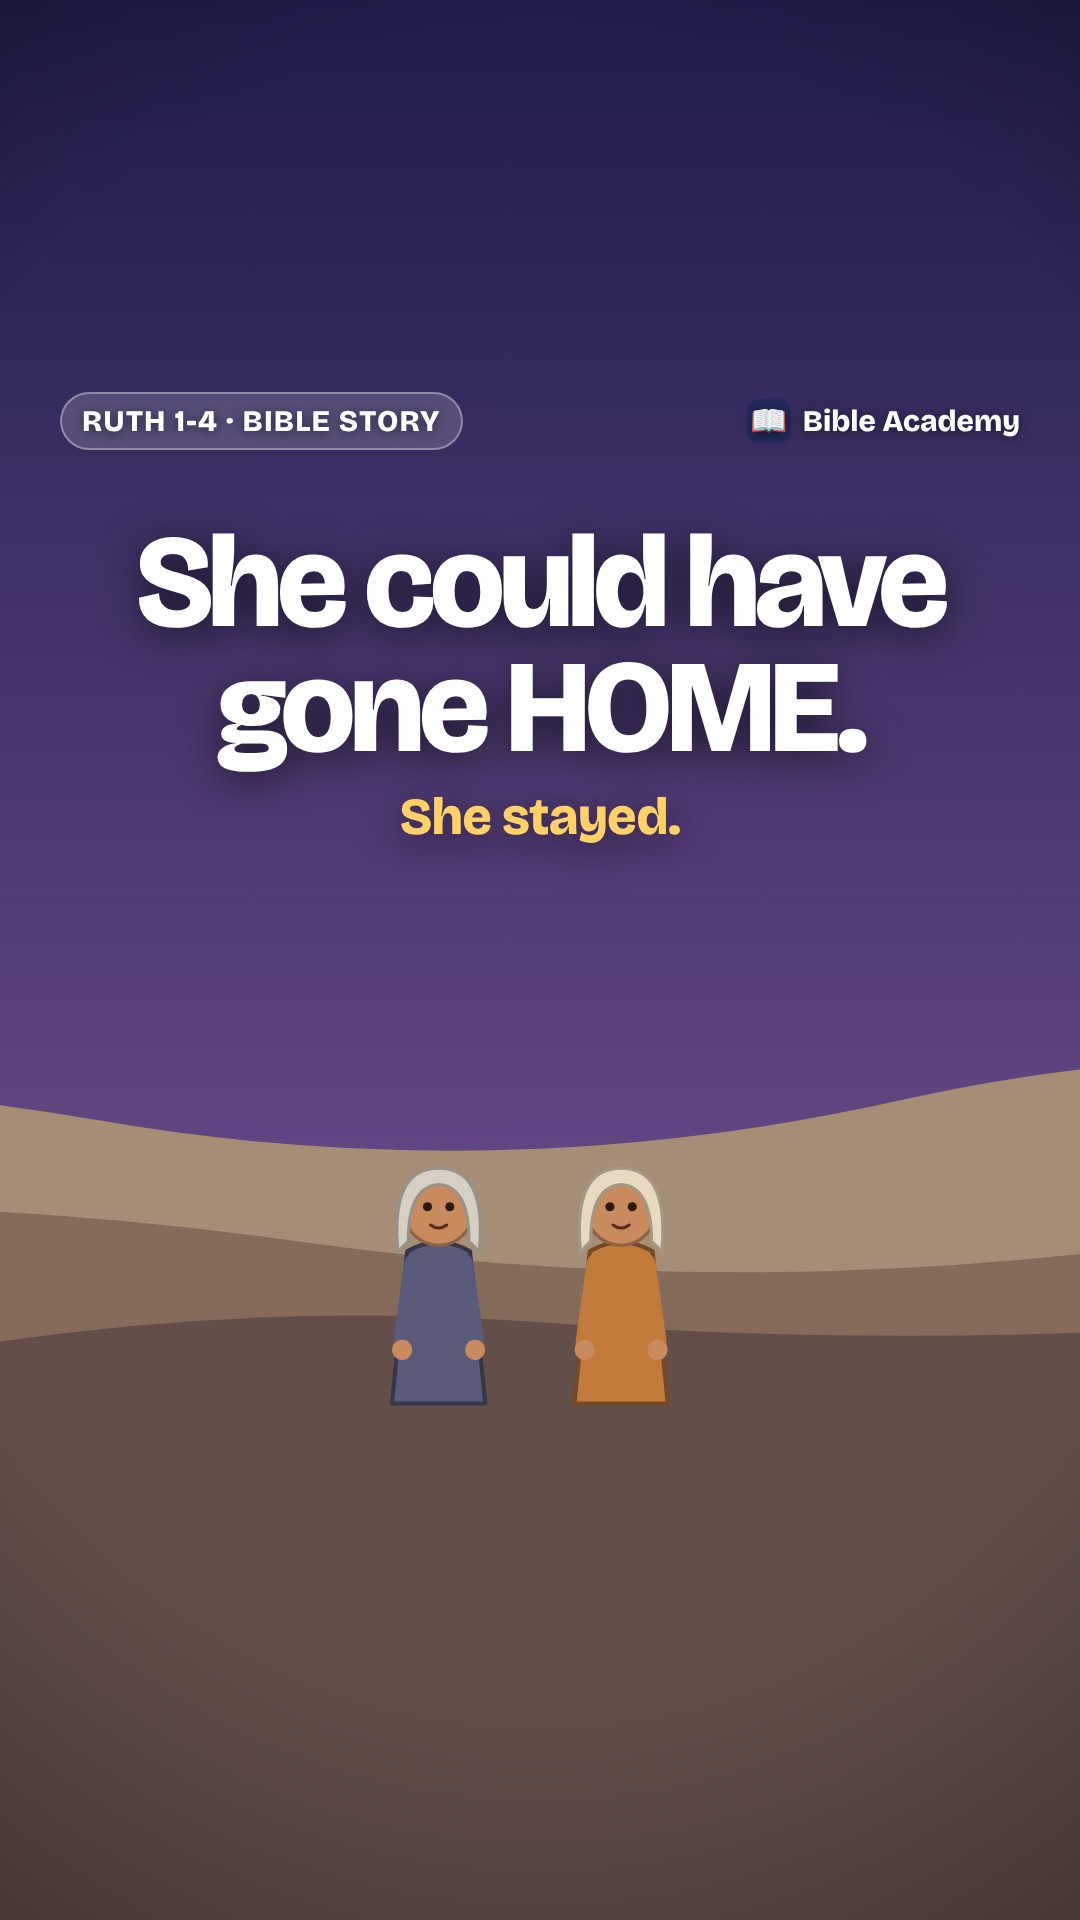 RUTH 1-4 · BIBLE STORY
Bible Academy
She could have
gone HOME.
She stayed.